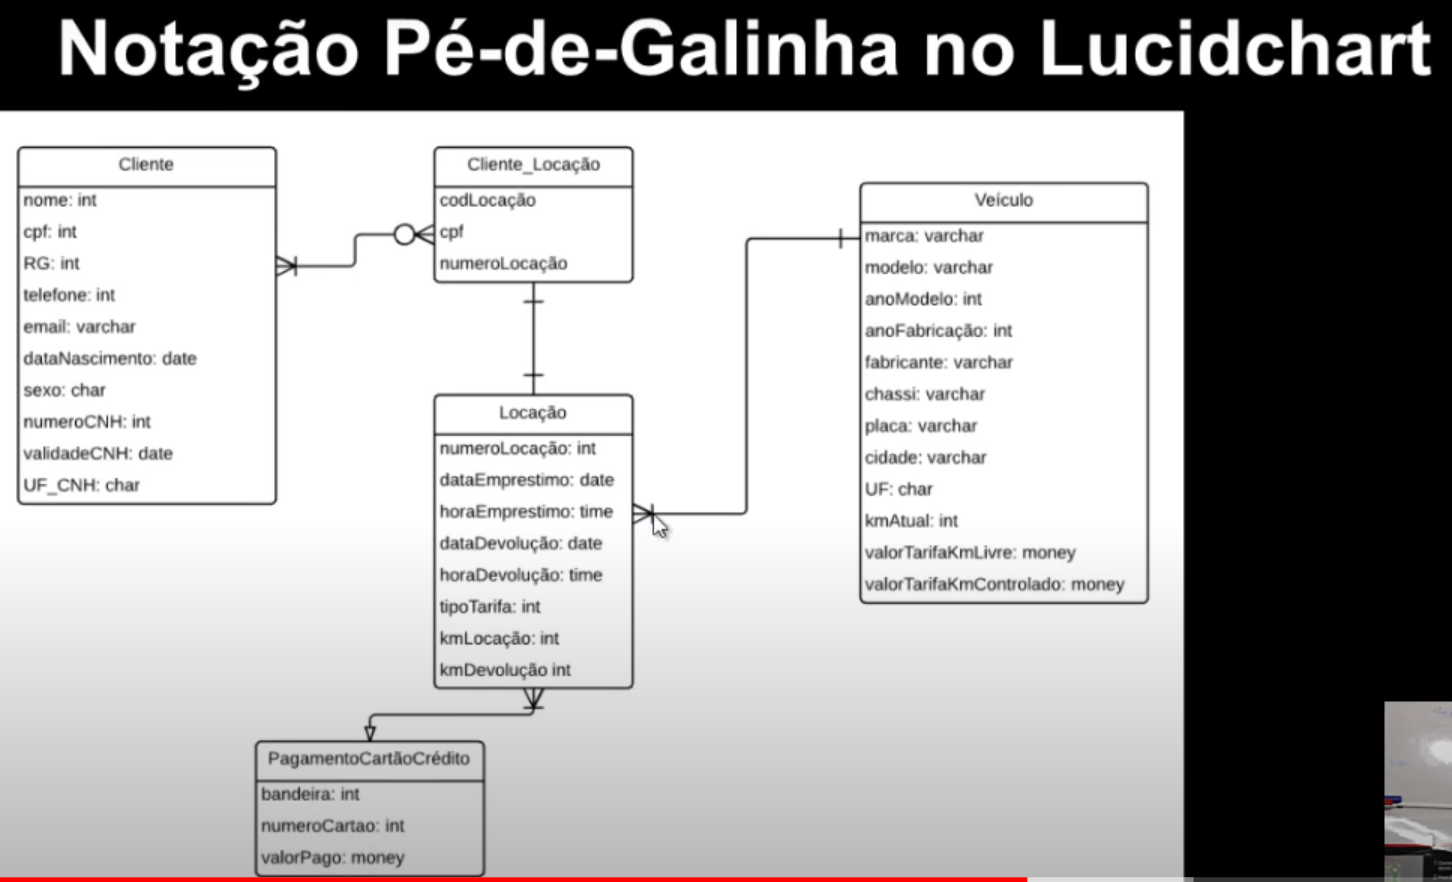 Notação Pé-de-Galinha no Lucidchart
Cliente
nome: int
cpf: int
RG: int
telefone: int
email: varchar
dataNascimento: date
sexo: char
numeroCNH: int
validadeCNH: date
UF_CNH: char
Cliente_Locação
codLocação
cpf
numeroLocação
Locação
numeroLocação: int
dataEmprestimo: date
horaEmprestimo: time
dataDevolução: date
horaDevolução: time
tipoTarifa: int
kmLocação: int
kmDevolução int
Veículo
marca: varchar
modelo: varchar
anoModelo: int
anoFabricação: int
fabricante: varchar
chassi: varchar
placa: varchar
cidade: varchar
UF: char
kmAtual: int
valorTarifaKmLivre: money
valorTarifaKmControlado: money
PagamentoCartãoCrédito
bandeira: int
numeroCartao: int
valorPago: money